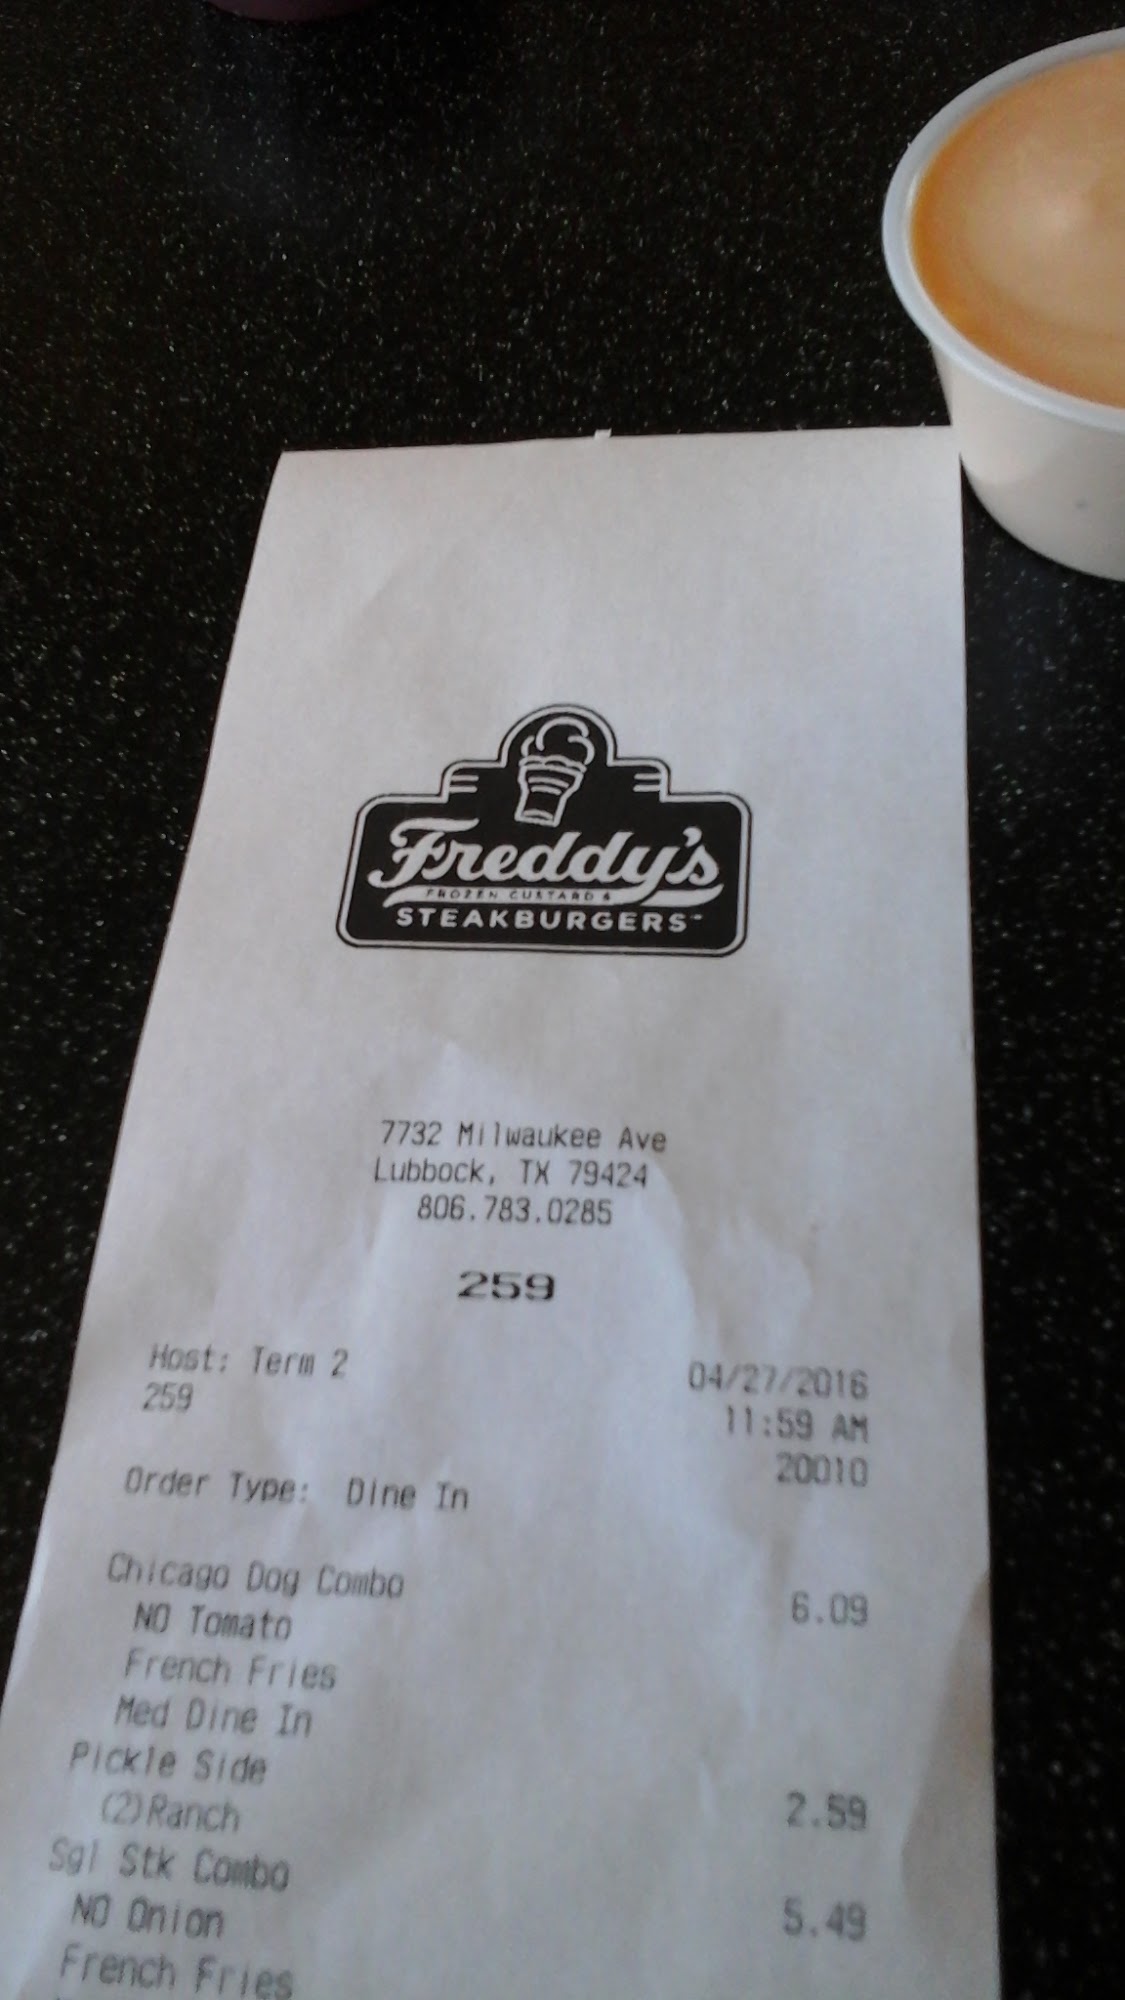 Freddy's
FROZEN CUSTARD &
STEAKBURGERS
7732 Milwaukee Ave
Lubbock, TX 79424
806.783.0285
259
Host: Term 2 04/27/2016
259 11:59 AM
20010
Order Type: Dine In
Chicago Dog Combo 6.09
NO Tomato
French Fries
Med Dine In
Pickle Side 2.59
(2)Ranch
Sgl Stk Combo 5.49
NO Onion
French Fries